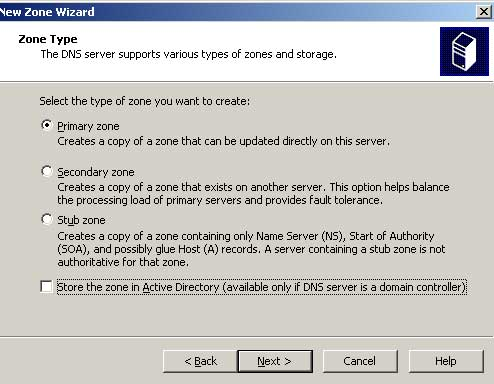 New Zone Wizard
Zone Type
The DNS server supports various types of zones and storage.
Select the type of zone you want to create:
Primary zone
Creates a copy of a zone that can be updated directly on this server.
Secondary zone
Creates a copy of a zone that exists on another server. This option helps balance
the processing load of primary servers and provides fault tolerance.
Stub zone
Creates a copy of a zone containing only Name Server (NS), Start of Authority
(SOA), and possibly glue Host (A) records. A server containing a stub zone is not
authoritative for that zone.
Store the zone in Active Directory (available only if DNS server is a domain controller)
< Back
Next >
Cancel
Help